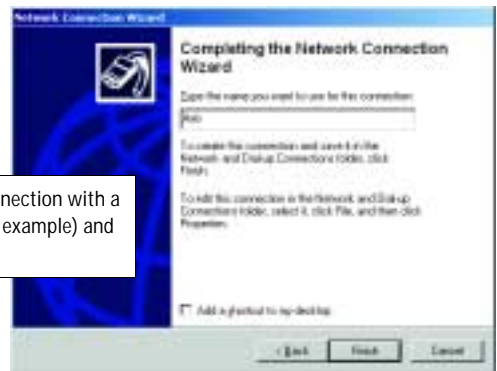 Network Connection Wizard
Completing the Network Connection
Wizard
Type the name you want to use for this connection:
To create this connection and save it in the
Network and Dial-up Connections folder, click
Finish.
To edit this connection in the Network and Dial-up
Connections folder, select it, click File, and then click
Properties.
nection with a
example) and
Add a shortcut to my desktop
< Back Finish Cancel